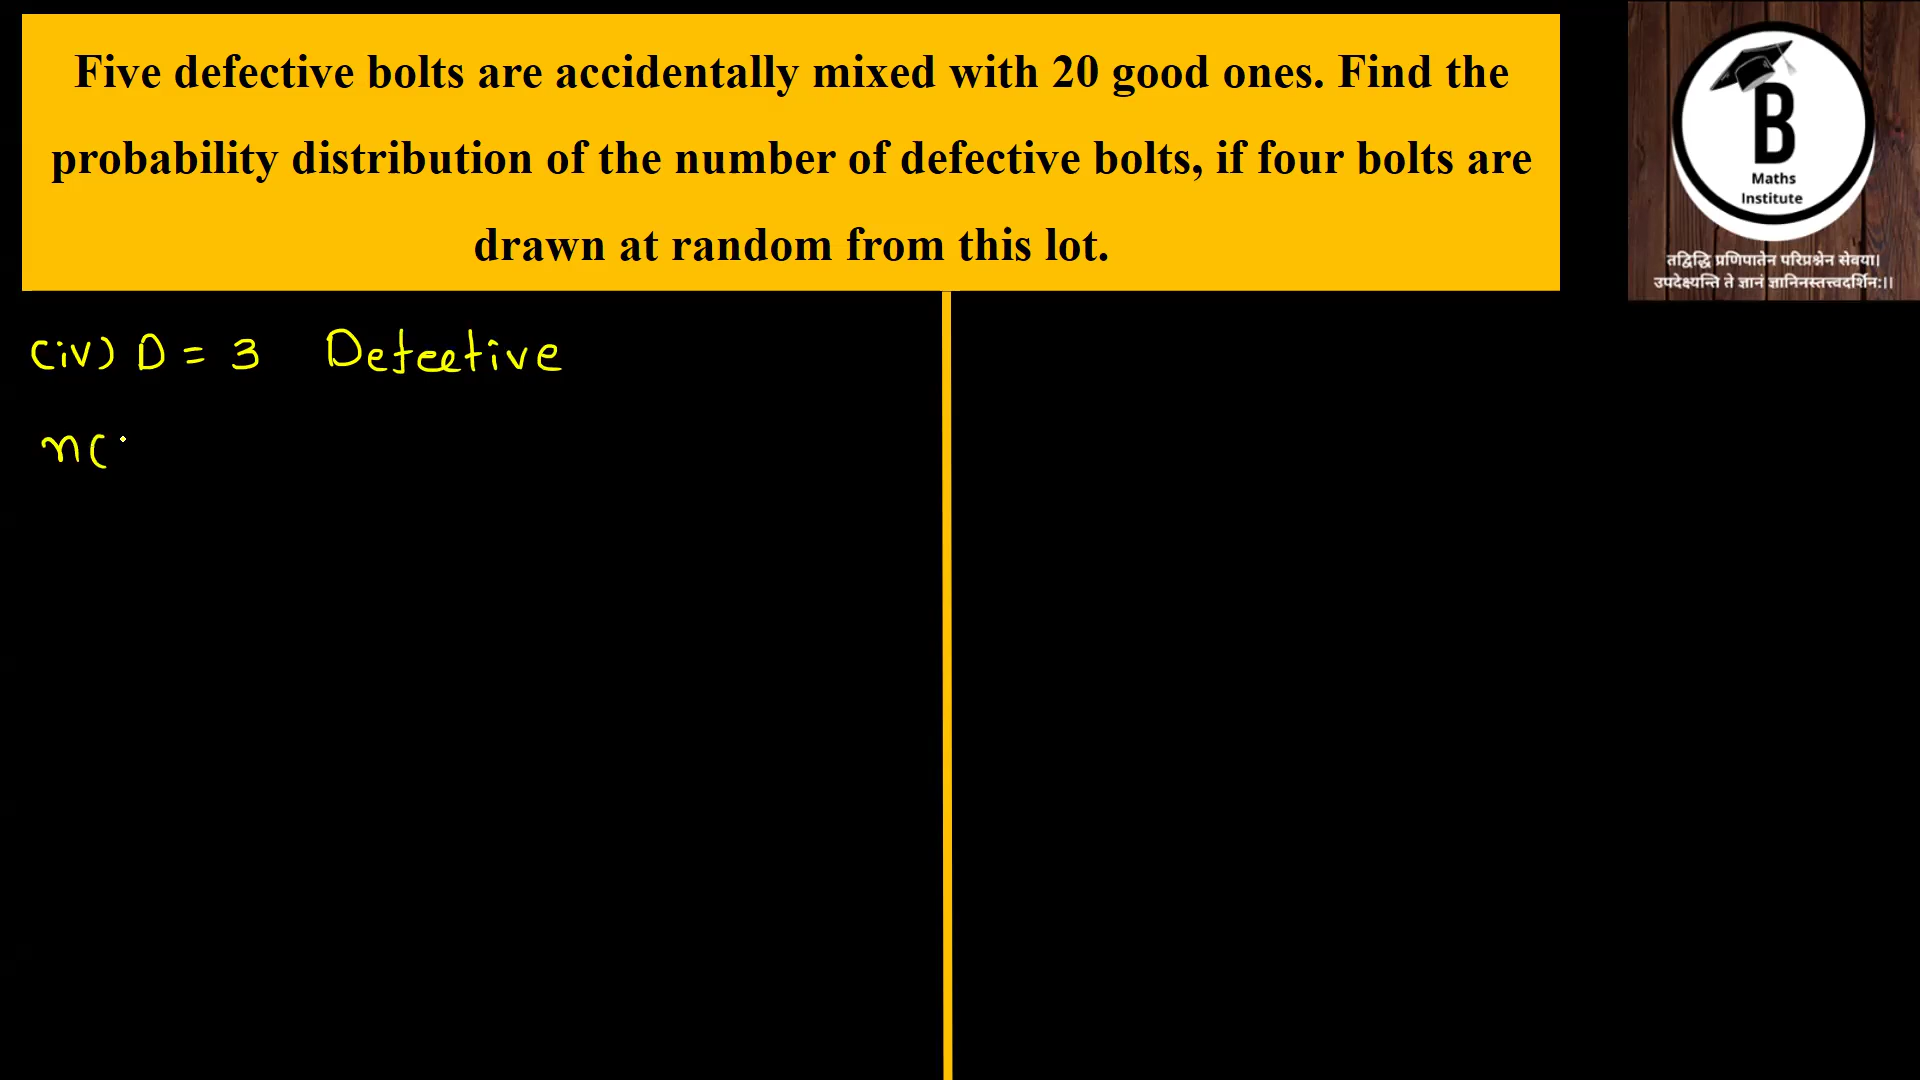 Five defective bolts are accidentally mixed with 20 good ones. Find the
probability distribution of the number of defective bolts, if four bolts are
drawn at random from this lot.
B
Maths
Institute
तद्विद्धि प्रणिपातेन परिप्रश्नेन सेवया।
उपदेक्ष्यन्ति ते ज्ञानं ज्ञानिनस्तत्त्वदर्शिन:।।
(iv) D = 3 Defective
n(